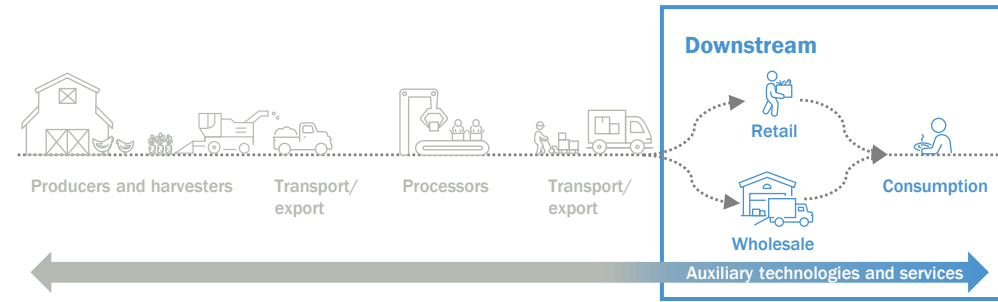 Downstream
Retail
Producers and harvesters
Transport/
export
Processors
Transport/
export
Consumption
Wholesale
Auxiliary technologies and services